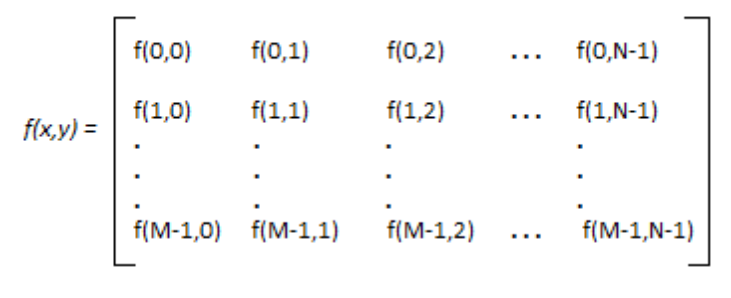 f(0,0) f(0,1) f(0,2) ... f(0,N-1)
f(x,y) = f(1,0) f(1,1) f(1,2) ... f(1,N-1)
. . . .
. . . .
. . . .
f(M-1,0) f(M-1,1) f(M-1,2) ... f(M-1,N-1)